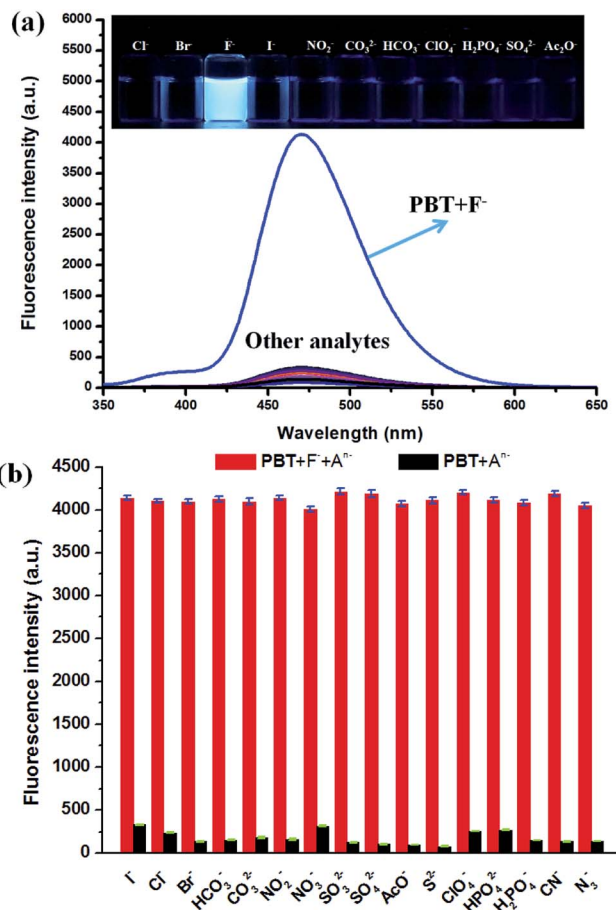 (a)
Cl⁻ Br⁻ F⁻ I⁻ NO₂⁻ CO₃²⁻ HCO₃⁻ ClO₄⁻ H₂PO₄⁻ SO₄²⁻ Ac₂O⁻
6000
5500
5000
4500
4000
3500
3000
2500
2000
1500
1000
500
0
Fluorescence intensity (a.u.)
PBT+F⁻
Other analytes
350 400 450 500 550 600 650
Wavelength (nm)
(b)
PBT+F⁻+Aⁿ⁻ PBT+Aⁿ⁻
4500
4000
3500
3000
2500
2000
1500
1000
500
0
Fluorescence intensity (a.u.)
I⁻ Cl⁻ Br⁻ HCO₃⁻ CO₃²⁻ NO₂⁻ NO₃⁻ SO₃²⁻ SO₄²⁻ AcO⁻ S²⁻ ClO₄⁻ HPO₄²⁻ H₂PO₄⁻ CN⁻ N₃⁻